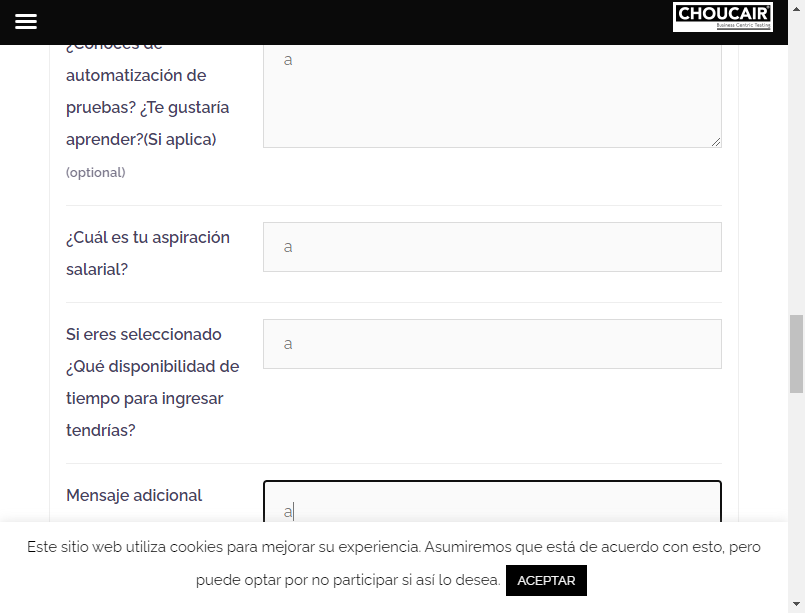 CHOUCAIR
Business Centric Testing
¿Conoces de
automatización de
pruebas? ¿Te gustaría
aprender?(Si aplica)
(optional)
a
¿Cuál es tu aspiración
salarial?
a
Si eres seleccionado
¿Qué disponibilidad de
tiempo para ingresar
tendrías?
a
Mensaje adicional
a
Este sitio web utiliza cookies para mejorar su experiencia. Asumiremos que está de acuerdo con esto, pero
puede optar por no participar si así lo desea. ACEPTAR